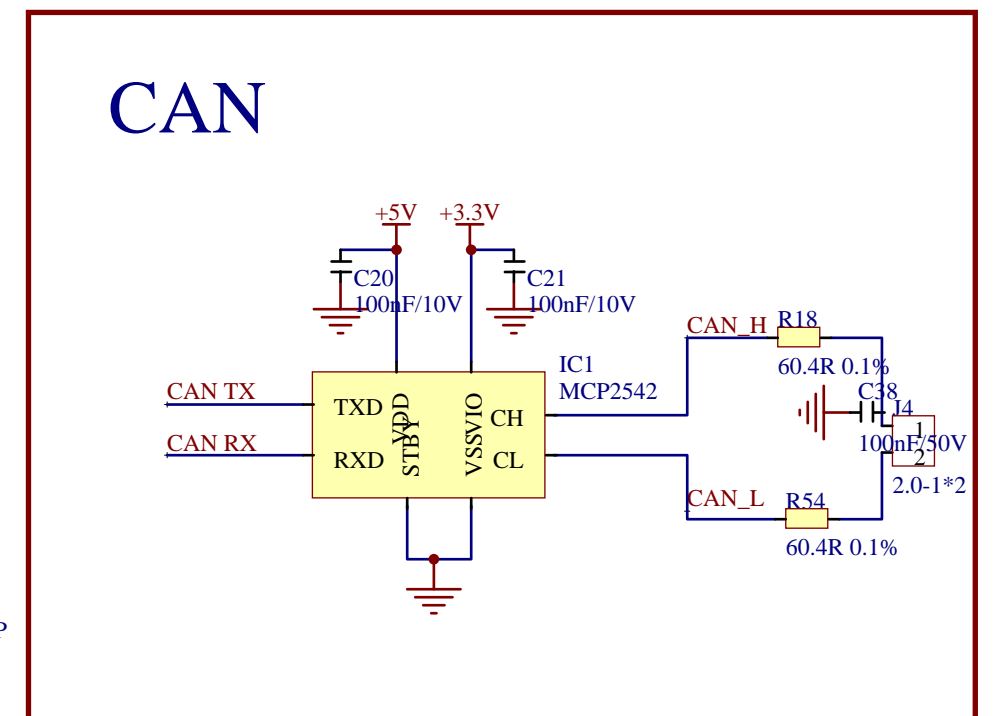 CAN
+5V
+3.3V
C20
100nF/10V
C21
100nF/10V
CAN_H
R18
60.4R 0.1%
IC1
MCP2542
CAN TX
CAN RX
TXD
RXD
VDD
STBY
VIO
VSS
CH
CL
C38
100nF/50V
J4
1
2
2.0-1*2
CAN_L
R54
60.4R 0.1%
P